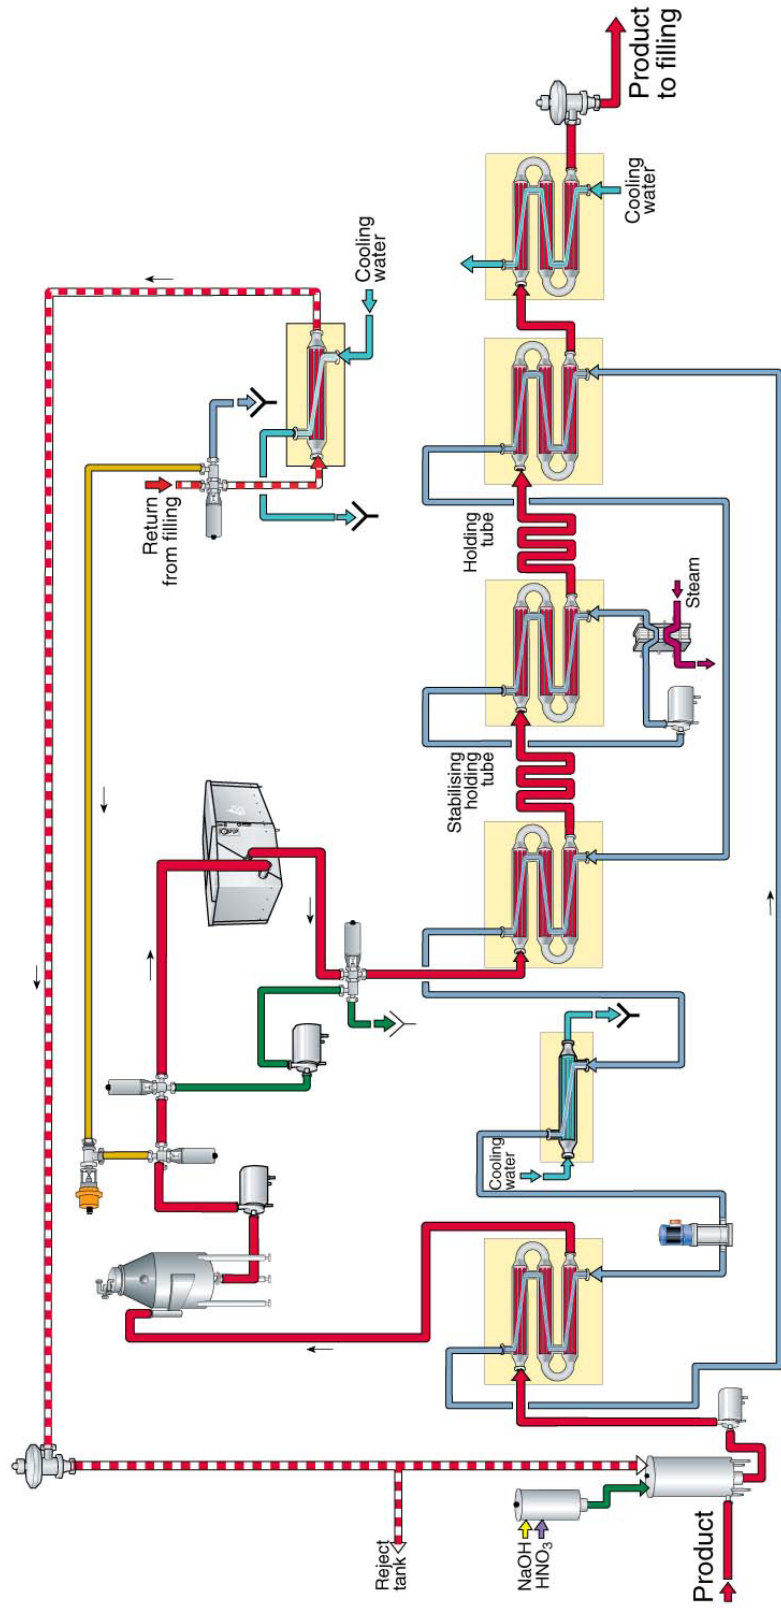 Product
to filling
Cooling
water
Cooling
water
Return
from filling
Holding
tube
Steam
Stabilising
holding
tube
Cooling
water
Reject
tank
NaOH
HNO₃
Product